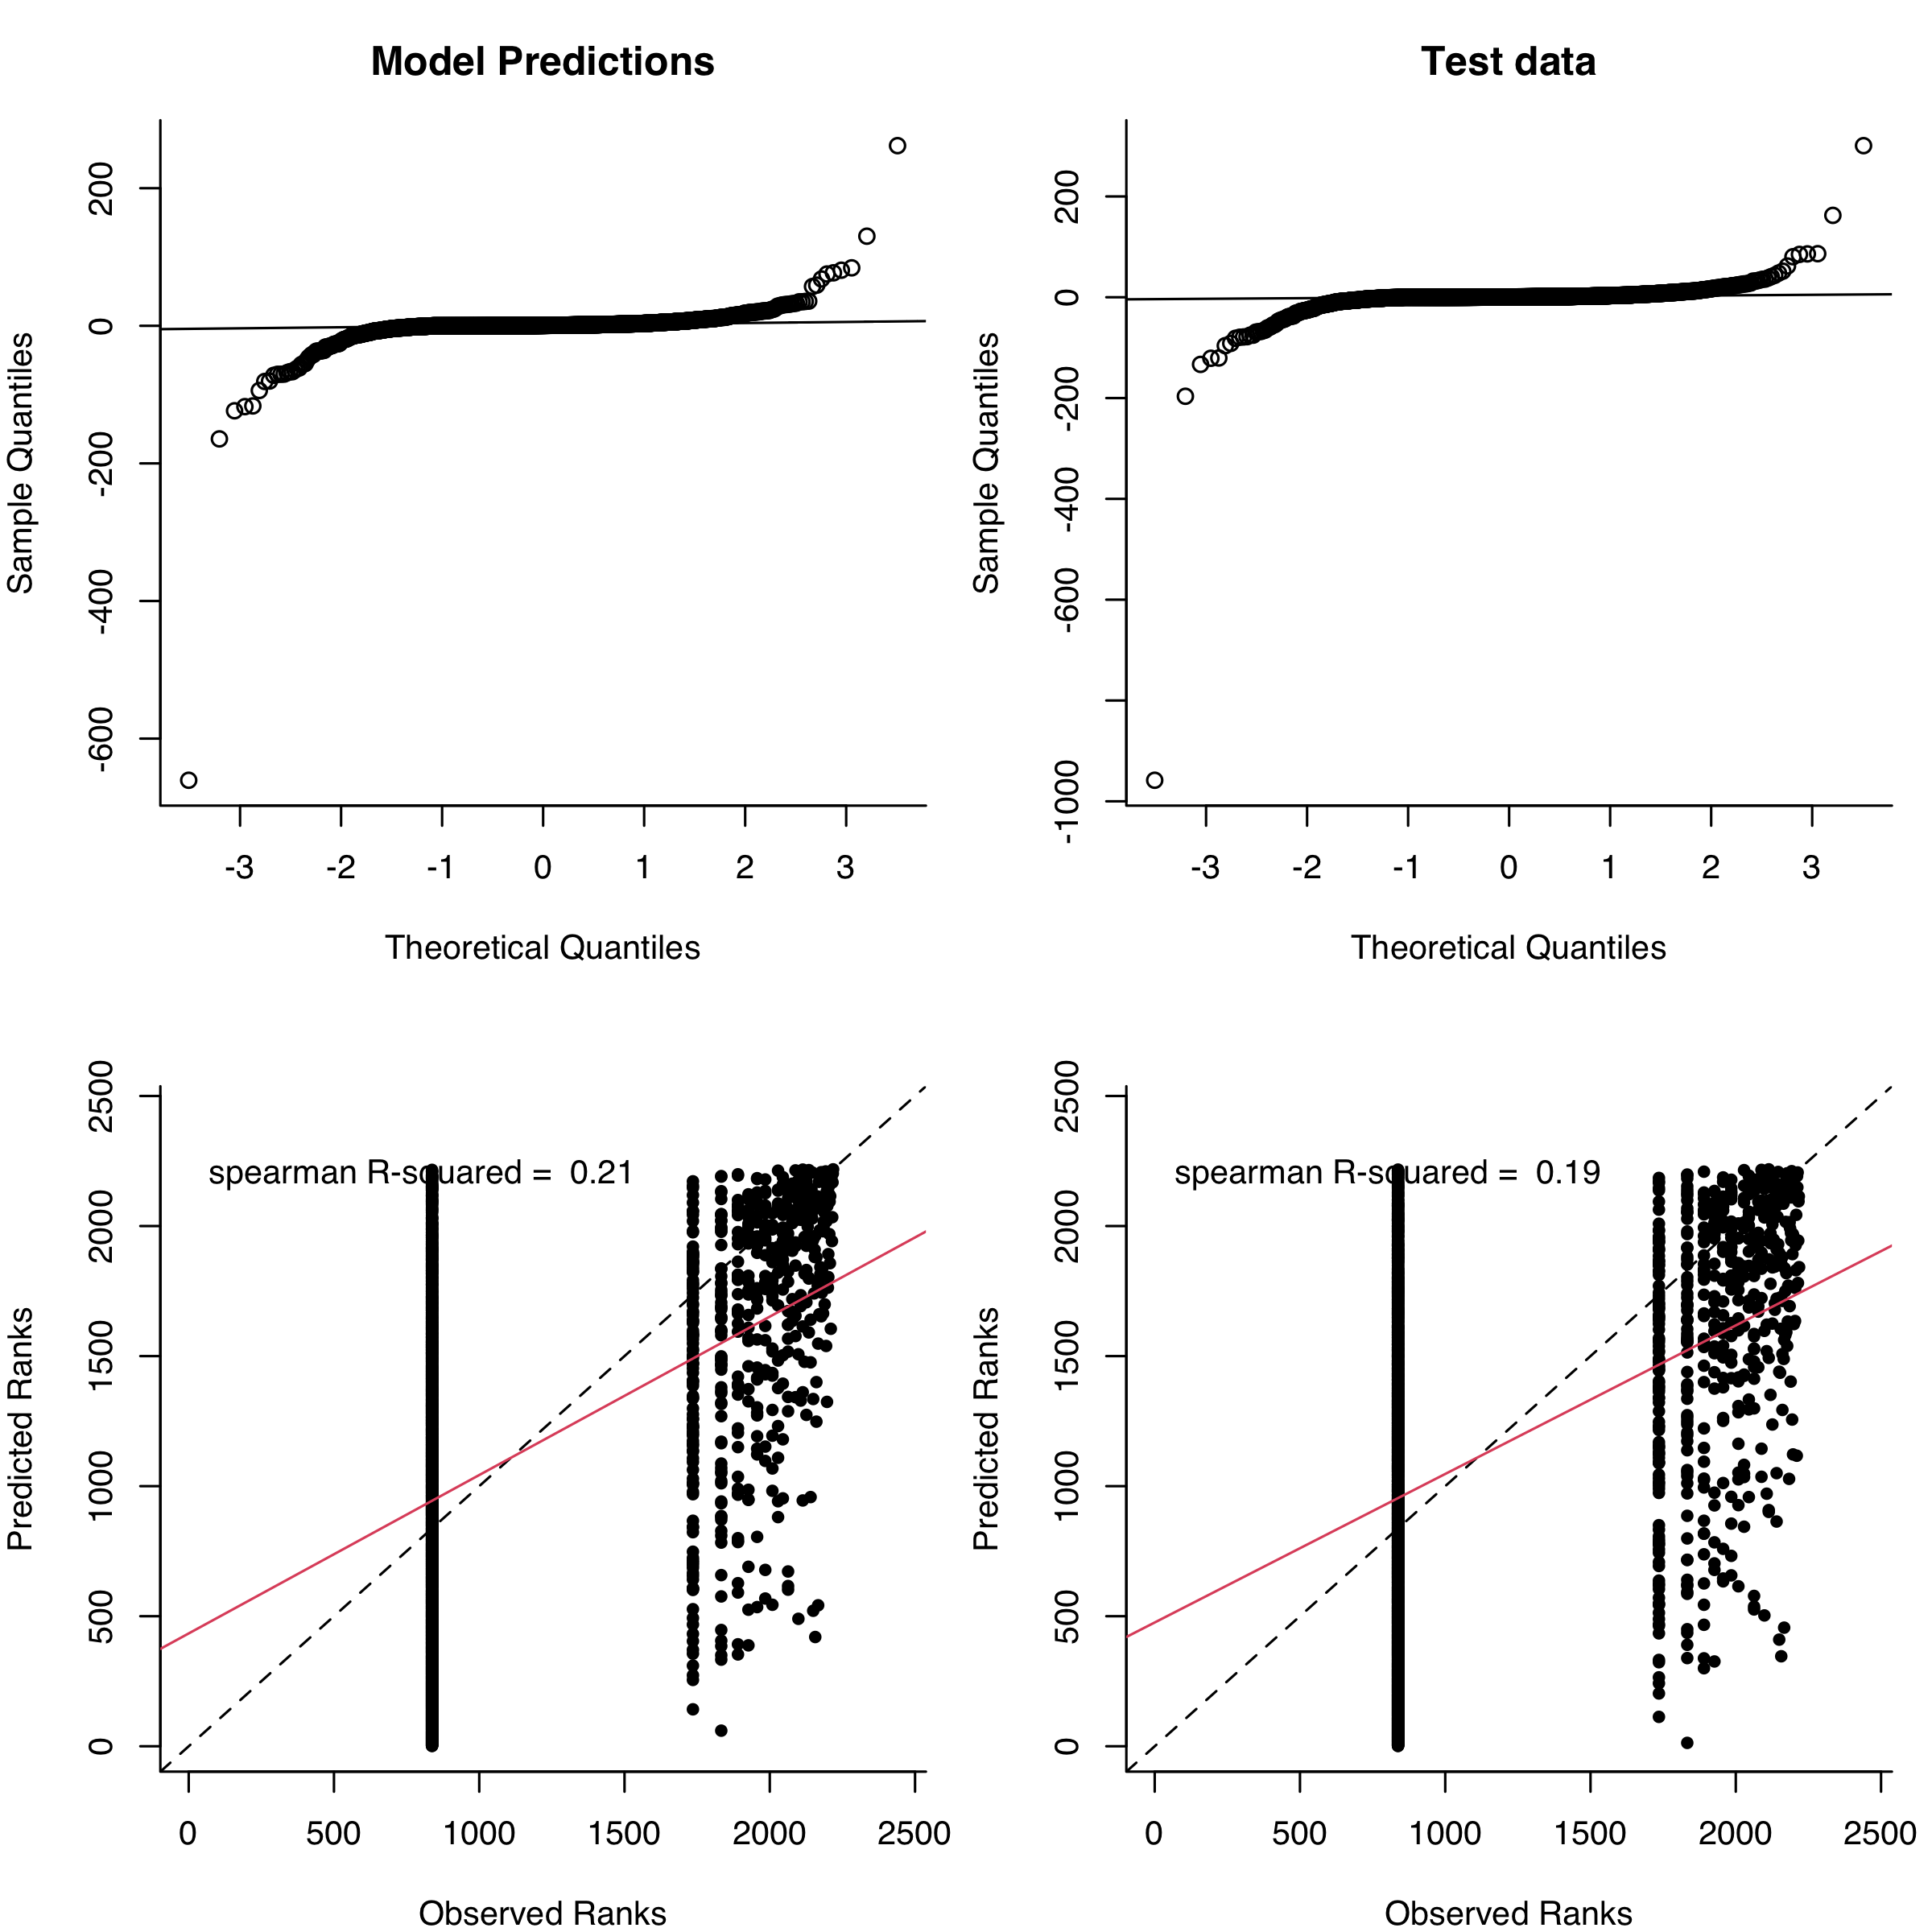 Model Predictions
Sample Quantiles
200
0
-200
-400
-600
-3 -2 -1 0 1 2 3
Theoretical Quantiles
Test data
Sample Quantiles
200
0
-200
-400
-600
-1000
-3 -2 -1 0 1 2 3
Theoretical Quantiles
Predicted Ranks
2500
2000
1500
1000
500
0
spearman R-squared = 0.21
0 500 1000 1500 2000 2500
Observed Ranks
Predicted Ranks
2500
2000
1500
1000
500
0
spearman R-squared = 0.19
0 500 1000 1500 2000 2500
Observed Ranks